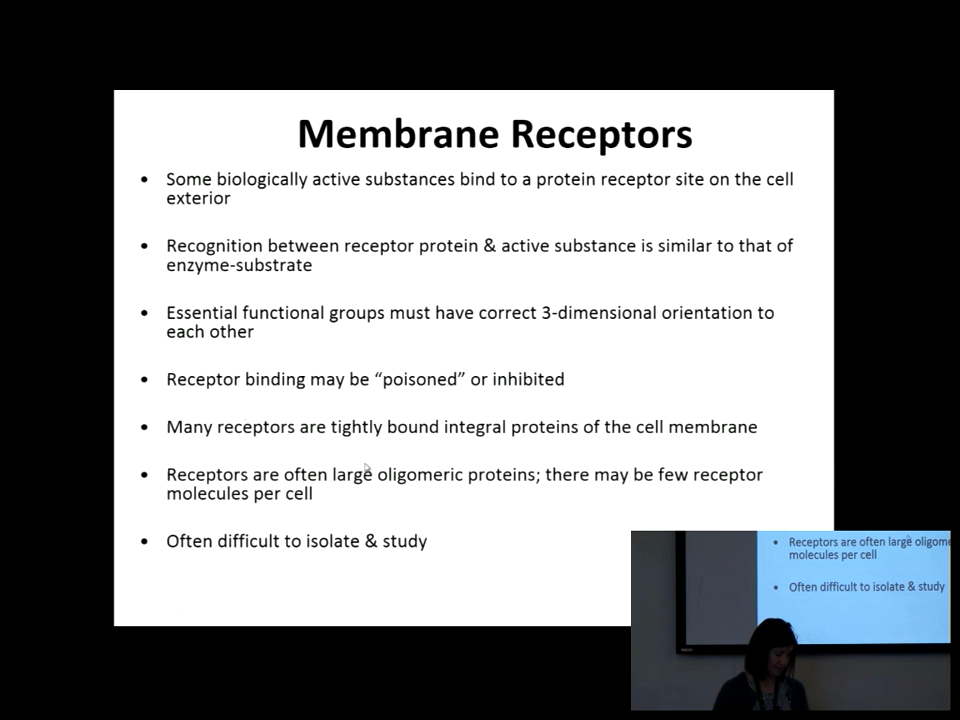 Membrane Receptors
• Some biologically active substances bind to a protein receptor site on the cell
exterior
• Recognition between receptor protein & active substance is similar to that of
enzyme-substrate
• Essential functional groups must have correct 3-dimensional orientation to
each other
• Receptor binding may be “poisoned” or inhibited
• Many receptors are tightly bound integral proteins of the cell membrane
• Receptors are often large oligomeric proteins; there may be few receptor
molecules per cell
• Often difficult to isolate & study
• Receptors are often large oligome
molecules per cell
• Often difficult to isolate & study